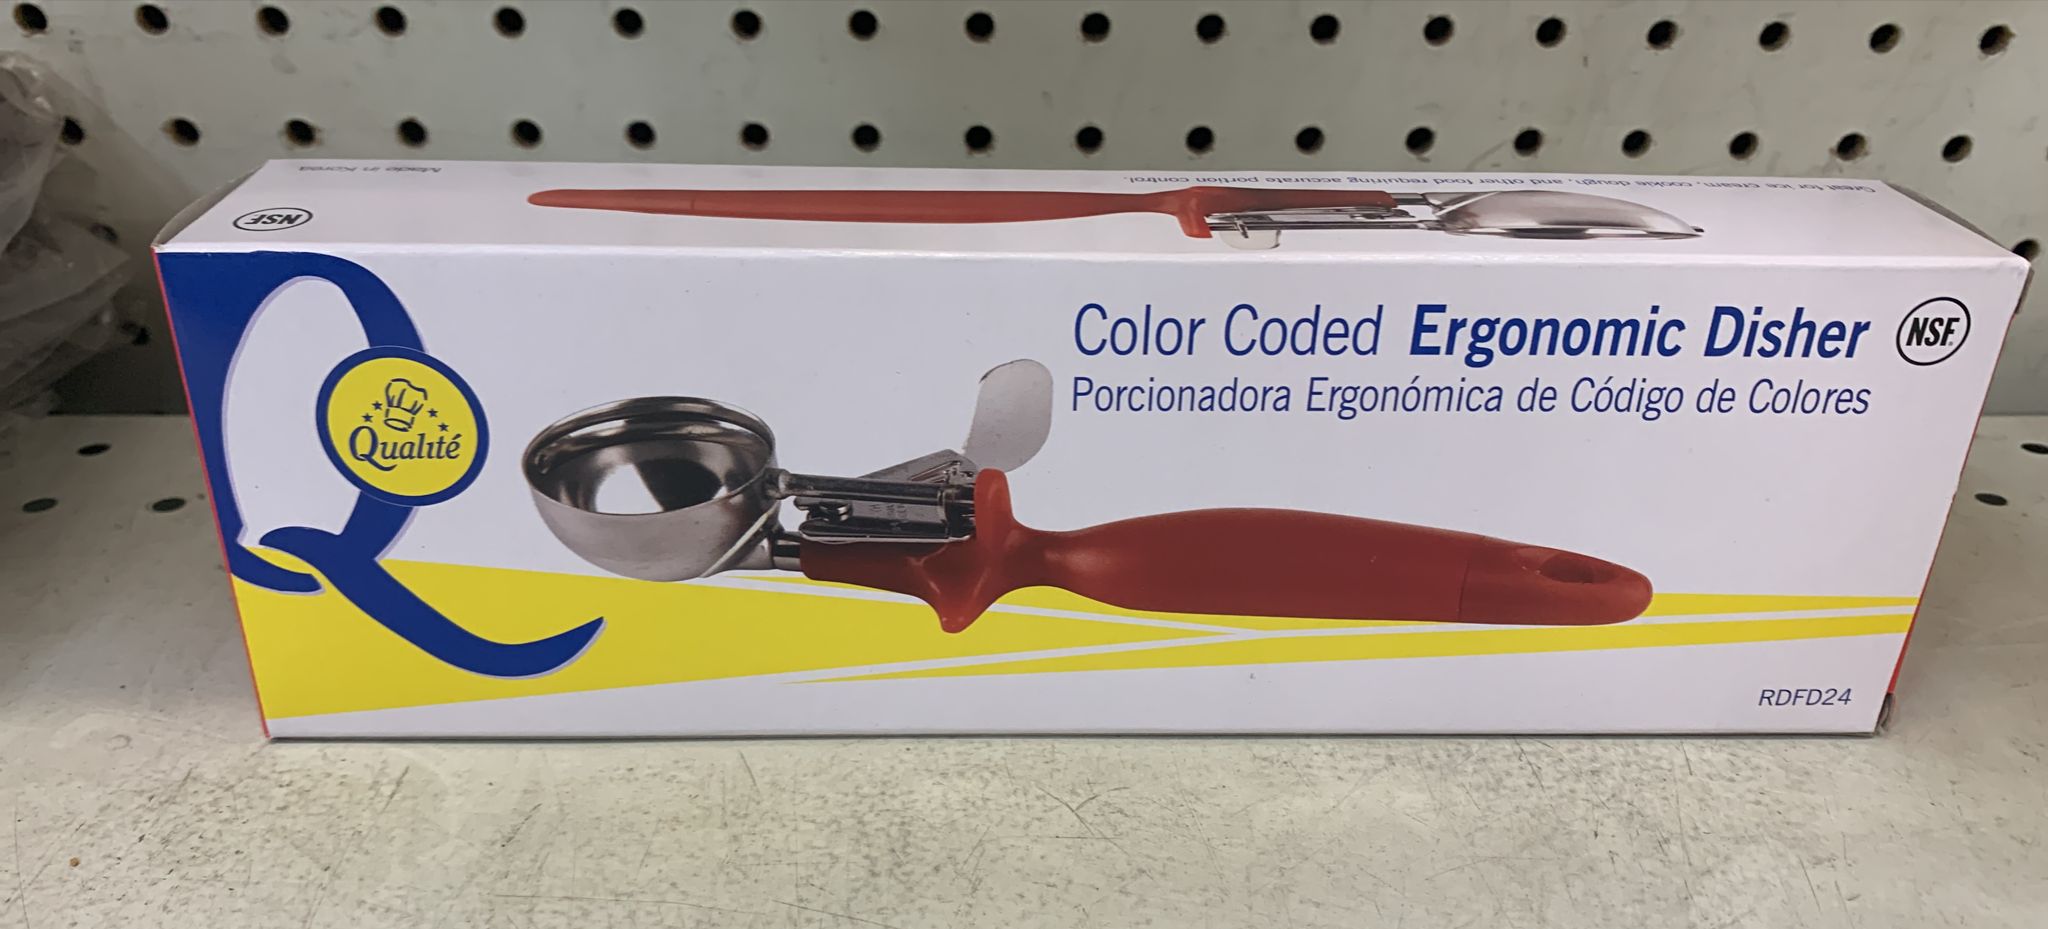 Made in Korea
Great for ice cream, cookie dough, and other food requiring accurate portion control.
NSF
Color Coded Ergonomic Disher
NSF®
Porcionadora Ergonómica de Código de Colores
Qualité
RDFD24